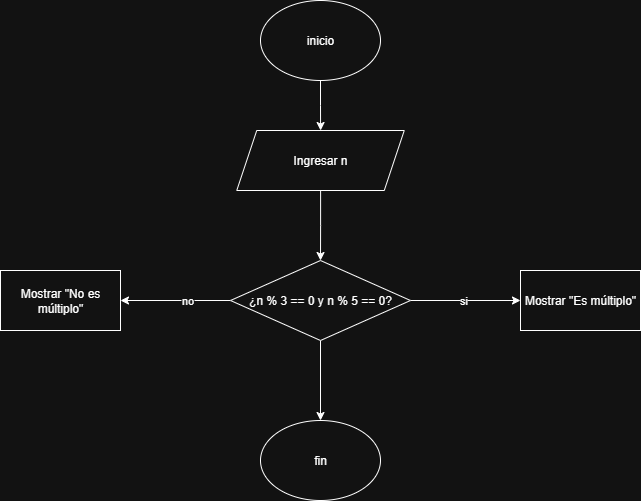 inicio
Ingresar n
Mostrar "No es
múltiplo"
no
¿n % 3 == 0 y n % 5 == 0?
si
Mostrar "Es múltiplo"
fin